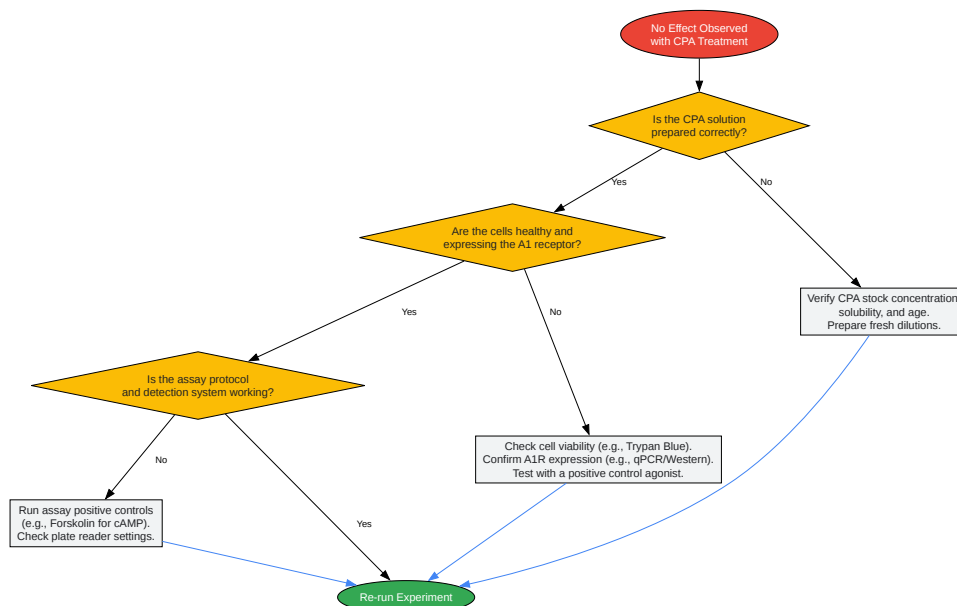 No Effect Observed
with CPA Treatment
Is the CPA solution
prepared correctly?
Yes
No
Are the cells healthy and
expressing the A1 receptor?
Verify CPA stock concentration,
solubility, and age.
Prepare fresh dilutions.
Yes
No
Is the assay protocol
and detection system working?
Check cell viability (e.g., Trypan Blue).
Confirm A1R expression (e.g., qPCR/Western).
Test with a positive control agonist.
No
Yes
Run assay positive controls
(e.g., Forskolin for cAMP).
Check plate reader settings.
Re-run Experiment